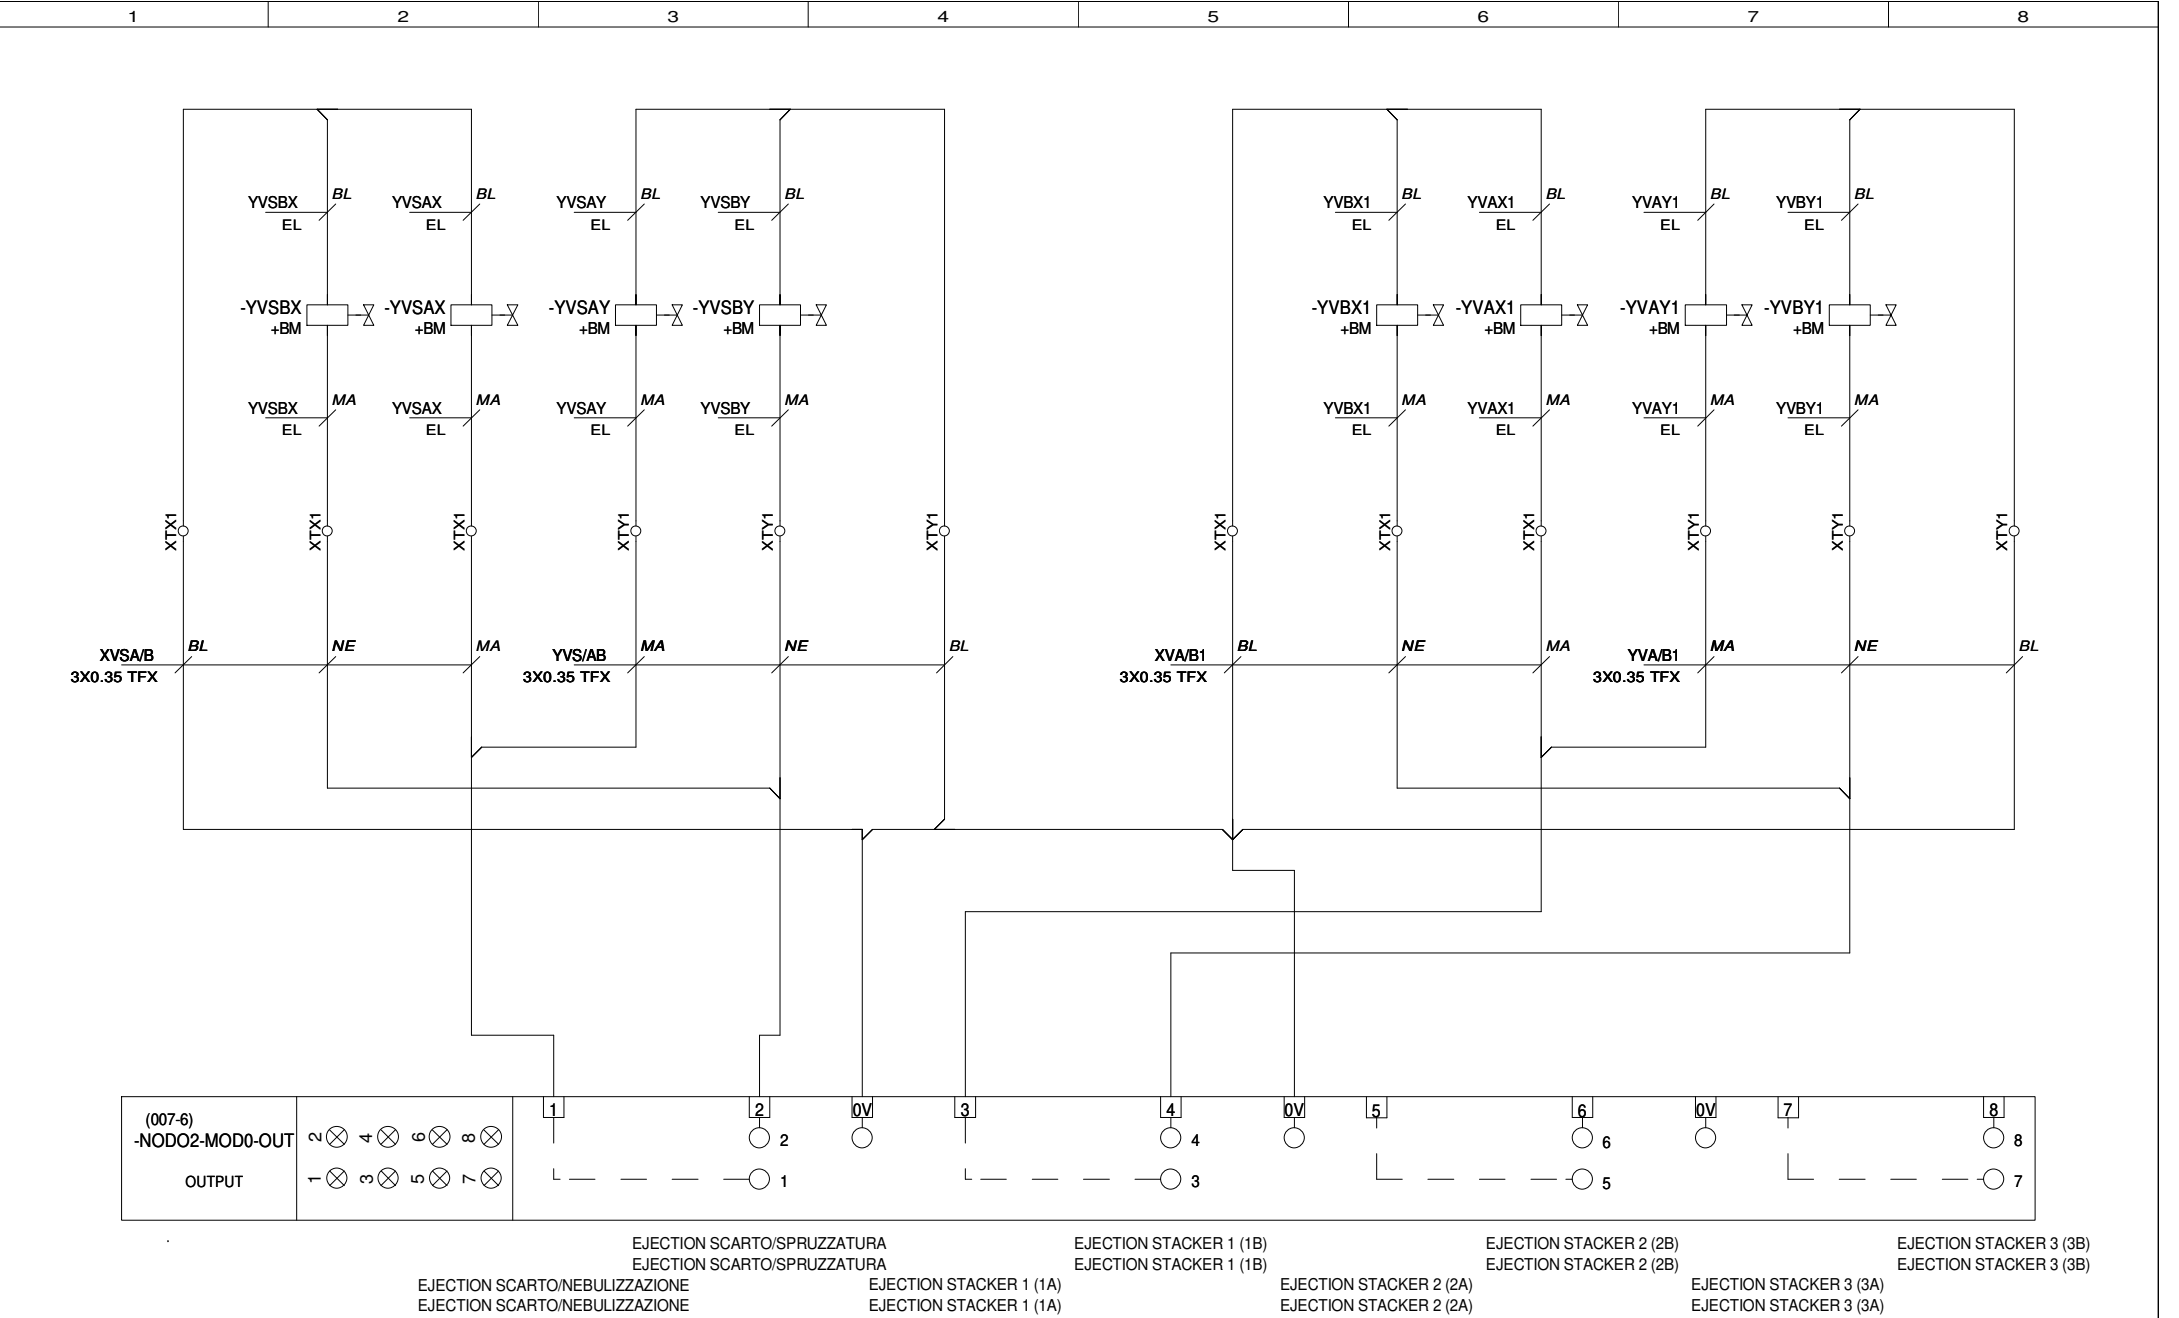 1 2 3 4 5 6 7 8
BL BL BL BL BL BL BL BL
YVSBX YVSAX YVSAY YVSBY YVBX1 YVAX1 YVAY1 YVBY1
EL EL EL EL EL EL EL EL
-YVSBX -YVSAX -YVSAY -YVSBY -YVBX1 -YVAX1 -YVAY1 -YVBY1
+BM +BM +BM +BM +BM +BM +BM +BM
MA MA MA MA MA MA MA MA
YVSBX YVSAX YVSAY YVSBY YVBX1 YVAX1 YVAY1 YVBY1
EL EL EL EL EL EL EL EL
XTX1 XTX1 XTX1 XTY1 XTY1 XTY1 XTX1 XTX1 XTX1 XTY1 XTY1 XTY1
BL NE MA MA NE BL BL NE MA MA NE BL
XVSA/B YVS/AB XVA/B1 YVA/B1
3X0.35 TFX 3X0.35 TFX 3X0.35 TFX 3X0.35 TFX
1 2 0V 3 4 0V 5 6 0V 7 8
(007-6)
-NODO2-MOD0-OUT 2 4 6 8 2 4 6 8
OUTPUT 1 3 5 7 1 3 5 7
EJECTION SCARTO/SPRUZZATURA EJECTION STACKER 1 (1B) EJECTION STACKER 2 (2B) EJECTION STACKER 3 (3B)
EJECTION SCARTO/SPRUZZATURA EJECTION STACKER 1 (1B) EJECTION STACKER 2 (2B) EJECTION STACKER 3 (3B)
EJECTION SCARTO/NEBULIZZAZIONE EJECTION STACKER 1 (1A) EJECTION STACKER 2 (2A) EJECTION STACKER 3 (3A)
EJECTION SCARTO/NEBULIZZAZIONE EJECTION STACKER 1 (1A) EJECTION STACKER 2 (2A) EJECTION STACKER 3 (3A)